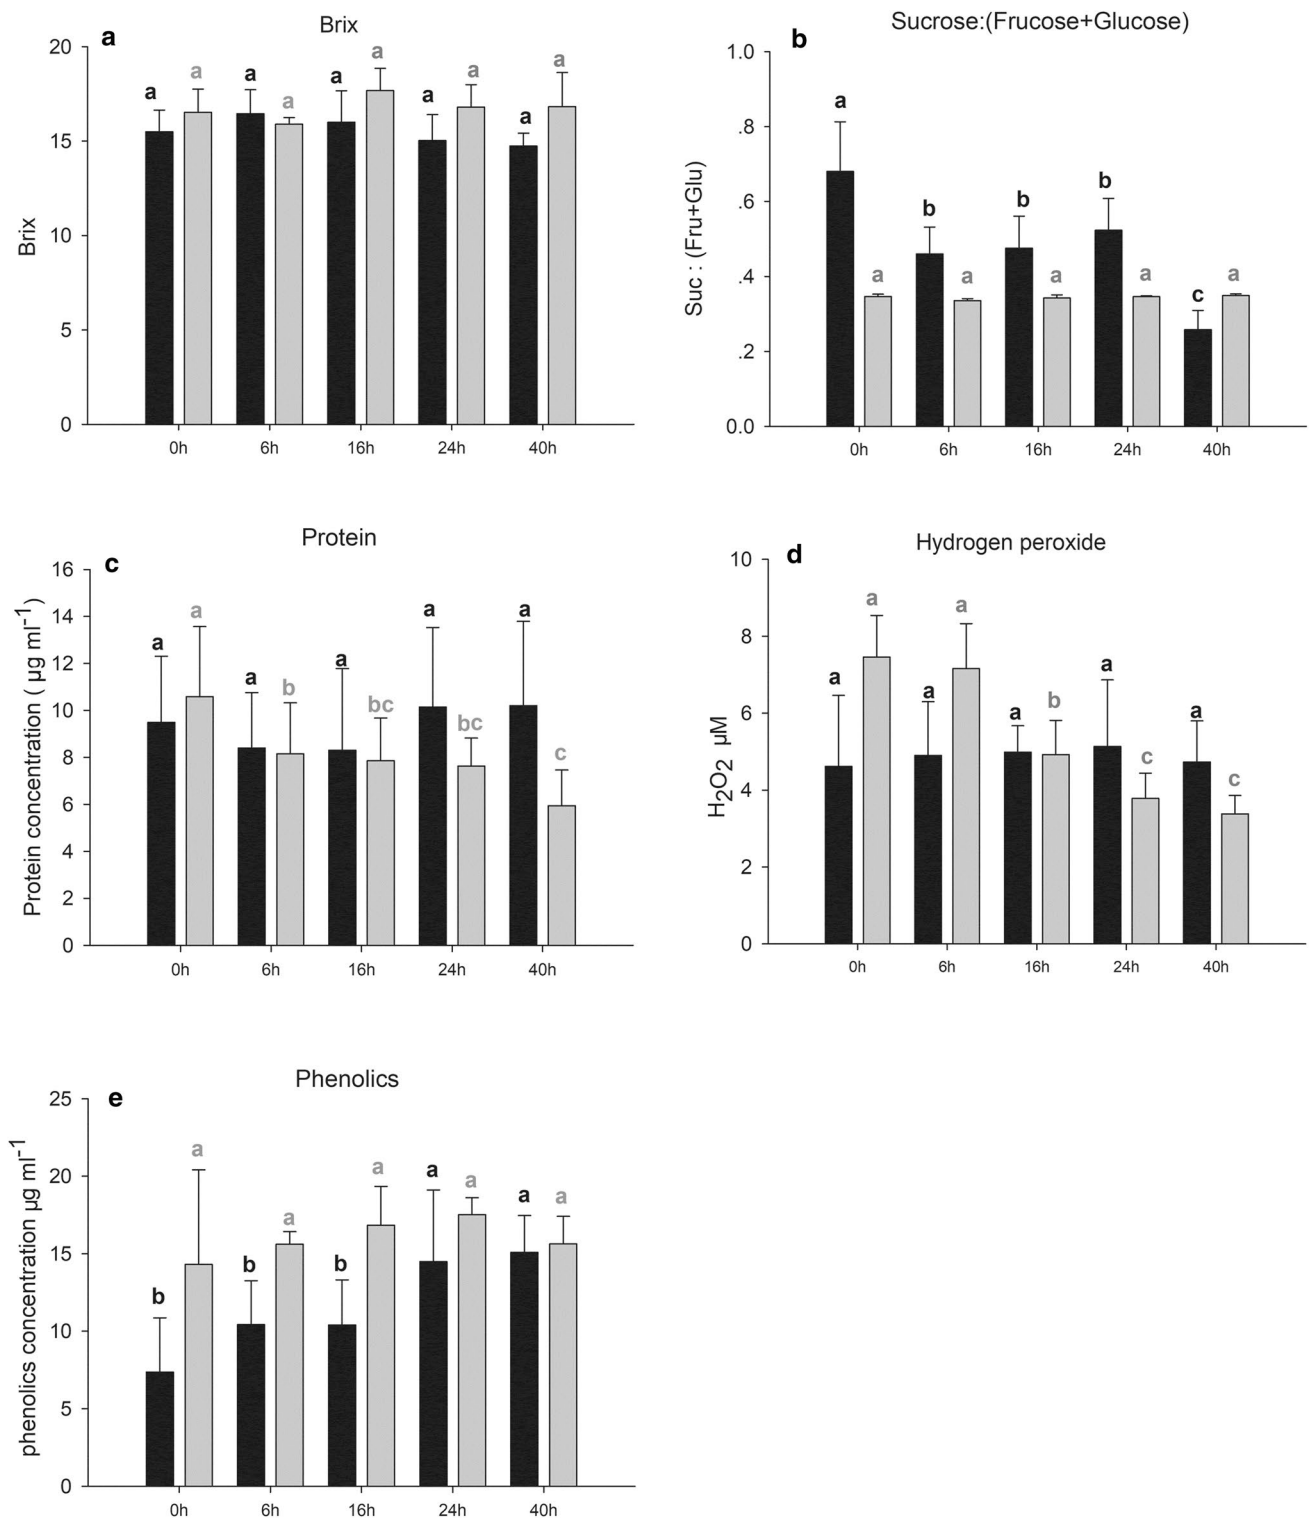 Brix
a
20
15
10
5
0
Brix
a a a a a a a a a a
0h 6h 16h 24h 40h
Sucrose:(Frucose+Glucose)
b
1.0
.8
.6
.4
.2
0.0
Suc : (Fru+Glu)
a a b a b a b a c a
0h 6h 16h 24h 40h
Protein
c
16
14
12
10
8
6
4
2
0
Protein concentration ( µg ml⁻¹)
a a a b a bc a bc a c
0h 6h 16h 24h 40h
Hydrogen peroxide
d
10
8
6
4
2
0
H₂O₂ µM
a a a a a b a c a c
0h 6h 16h 24h 40h
Phenolics
e
25
20
15
10
5
0
phenolics concentration µg ml⁻¹
b a b a b a a a a a
0h 6h 16h 24h 40h